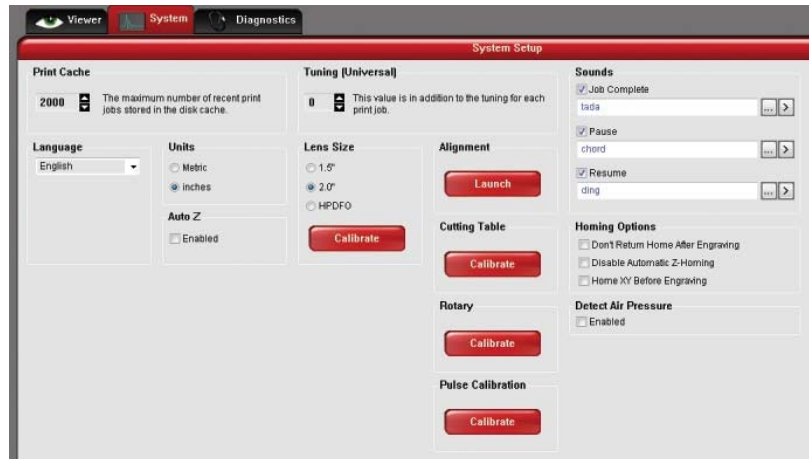 Viewer
System
Diagnostics
System Setup
Print Cache
2000
The maximum number of recent print
jobs stored in the disk cache.
Tuning (Universal)
0
This value is in addition to the tuning for each
print job.
Sounds
Job Complete
tada
...
>
Pause
chord
...
>
Resume
ding
...
>
Language
English
Units
Metric
inches
Auto Z
Enabled
Lens Size
1.5"
2.0"
HPDFO
Calibrate
Alignment
Launch
Cutting Table
Calibrate
Rotary
Calibrate
Pulse Calibration
Calibrate
Homing Options
Don't Return Home After Engraving
Disable Automatic Z-Homing
Home XY Before Engraving
Detect Air Pressure
Enabled